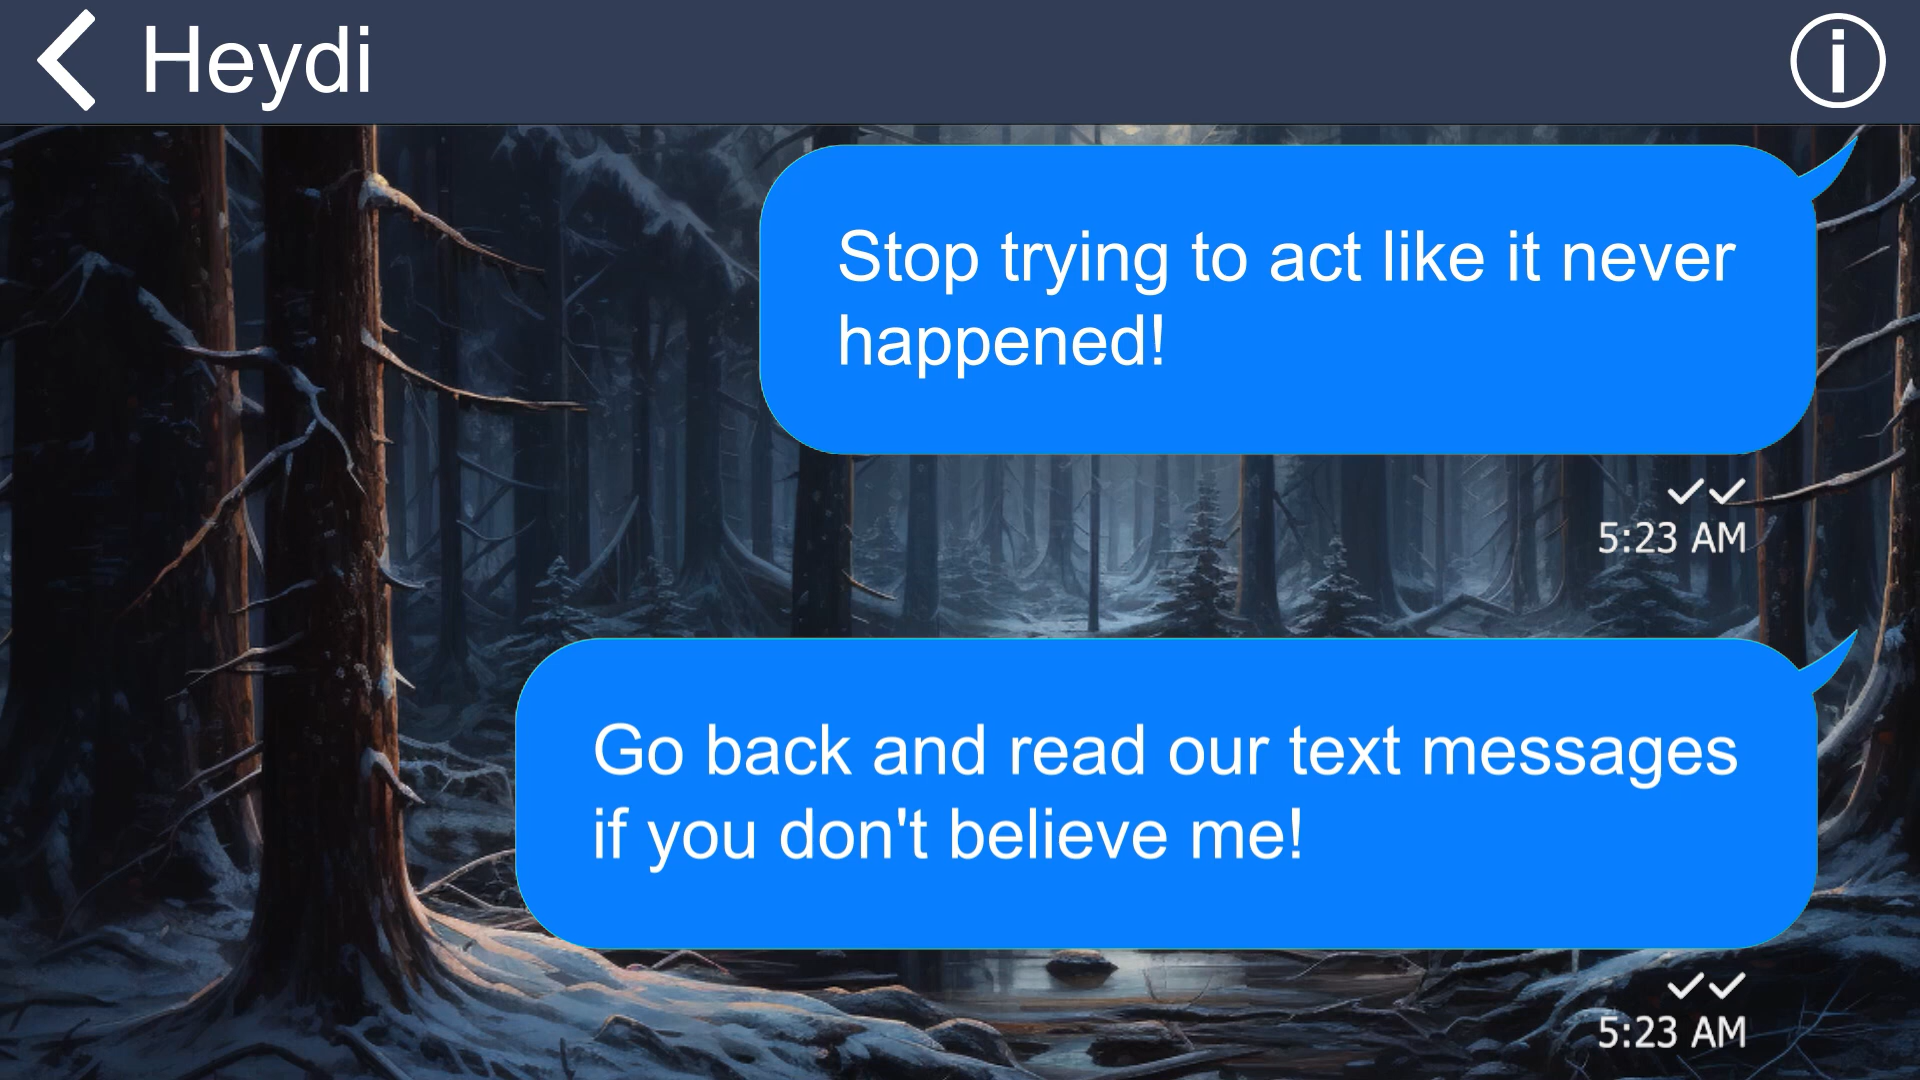 Heydi
Stop trying to act like it never
happened!
5:23 AM
Go back and read our text messages
if you don't believe me!
5:23 AM